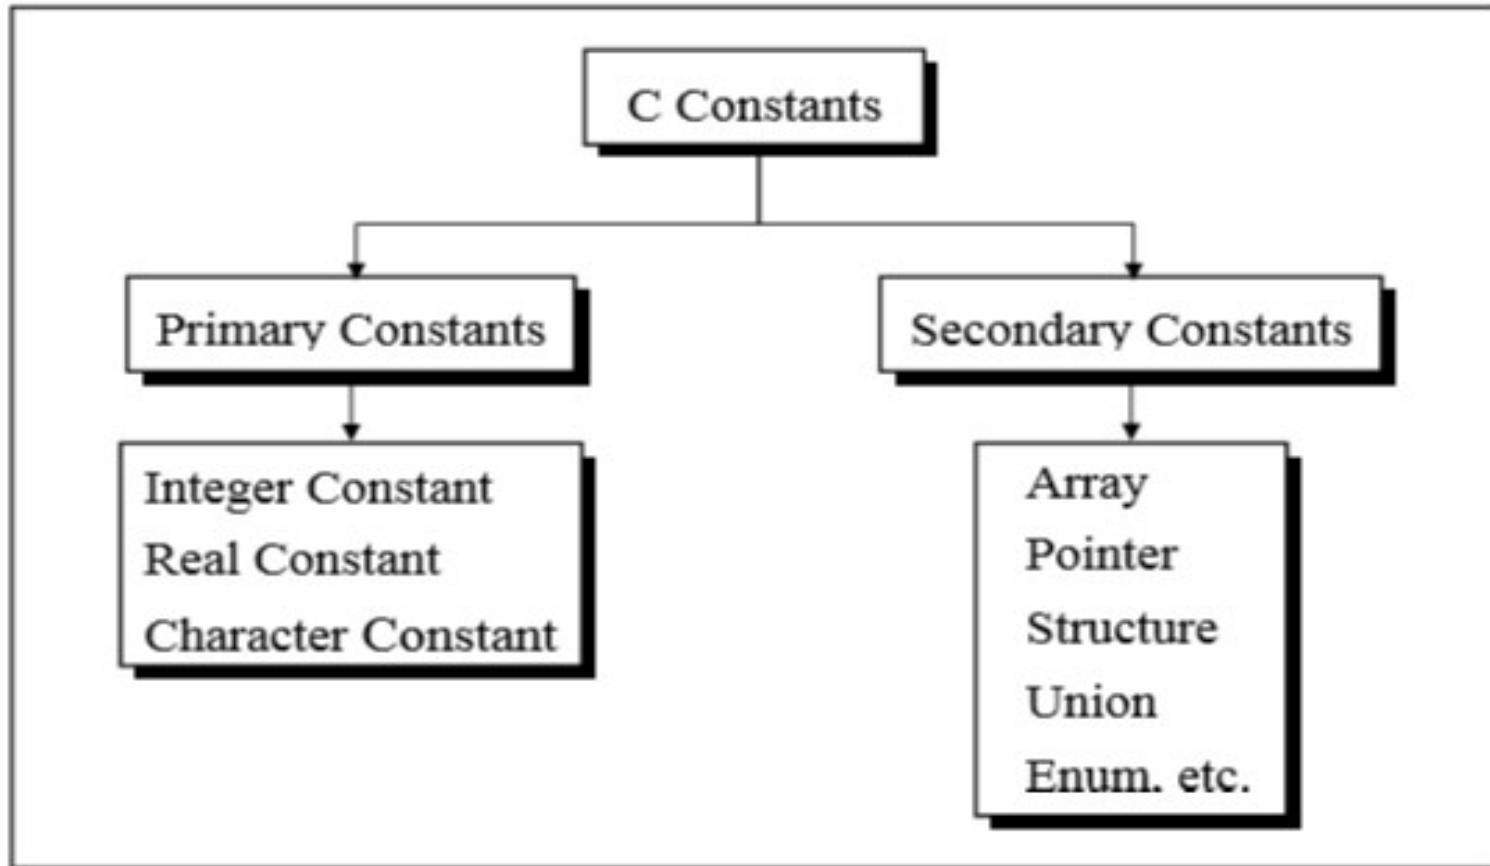 C Constants
Primary Constants
Secondary Constants
Integer Constant
Real Constant
Character Constant
Array
Pointer
Structure
Union
Enum. etc.